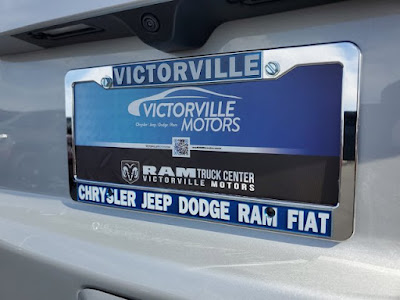 VICTORVILLE
VICTORVILLE
Chrysler Jeep Dodge Ram
MOTORS
RAM TRUCK CENTER
VICTORVILLE MOTORS
CHRYSLER JEEP DODGE RAM FIAT